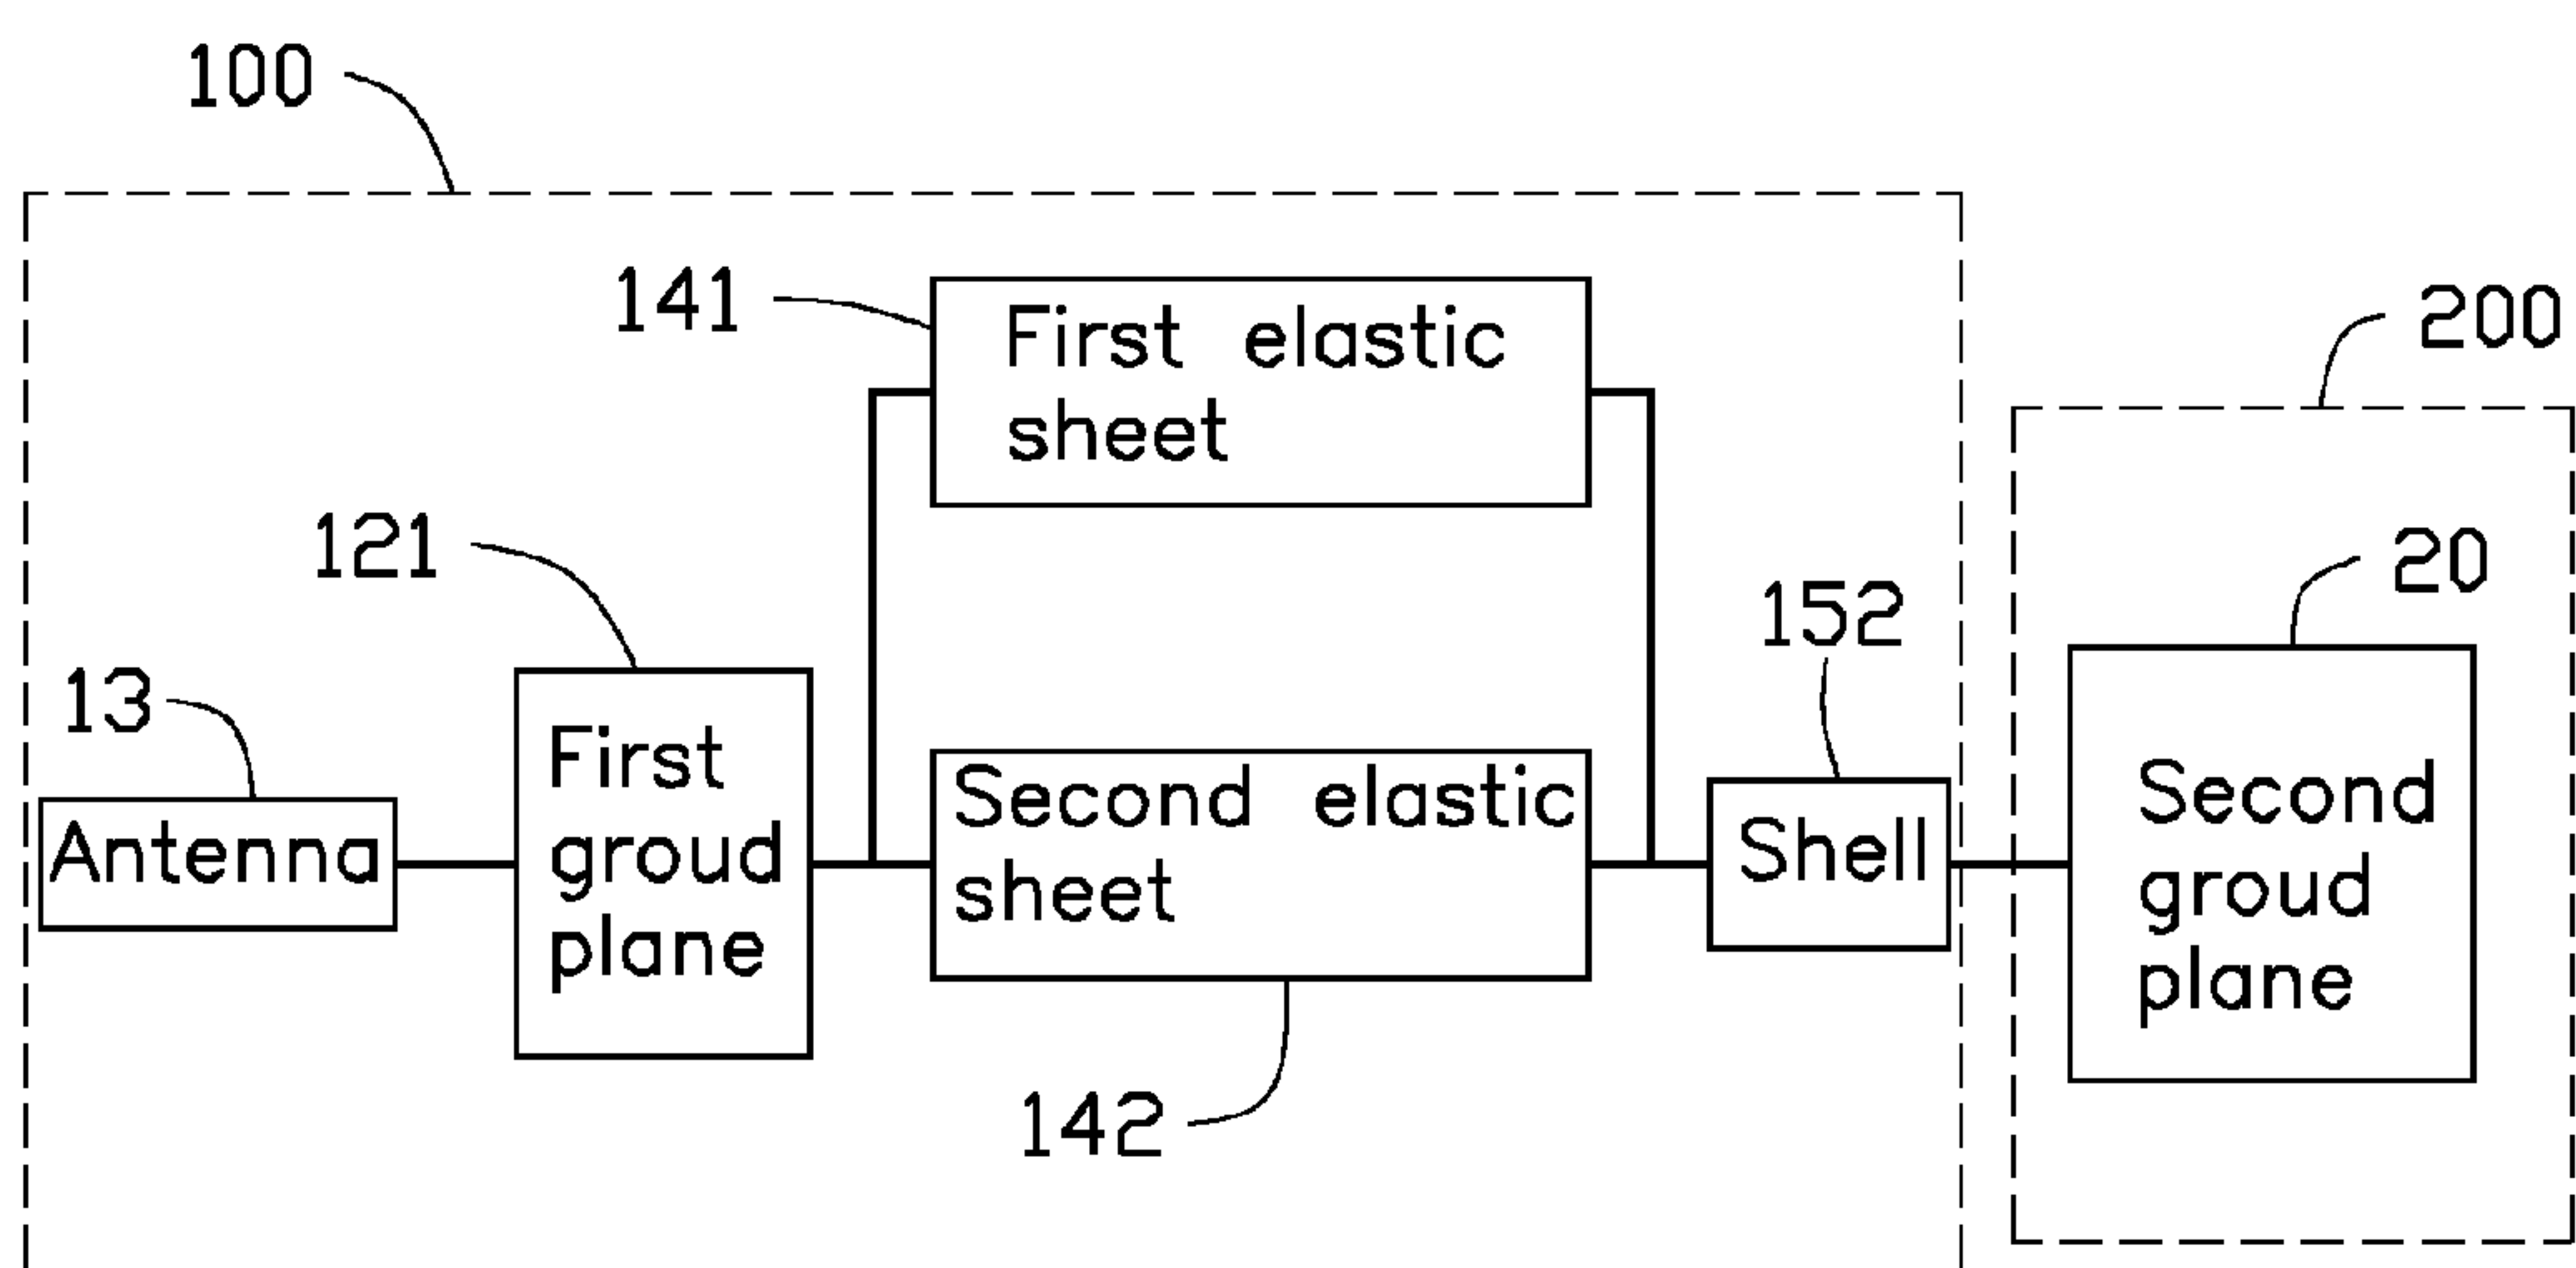 100
141
First elastic
sheet
200
121
20
152
13
First
groud
plane
Antenna
Second elastic
sheet
Shell
Second
groud
plane
142